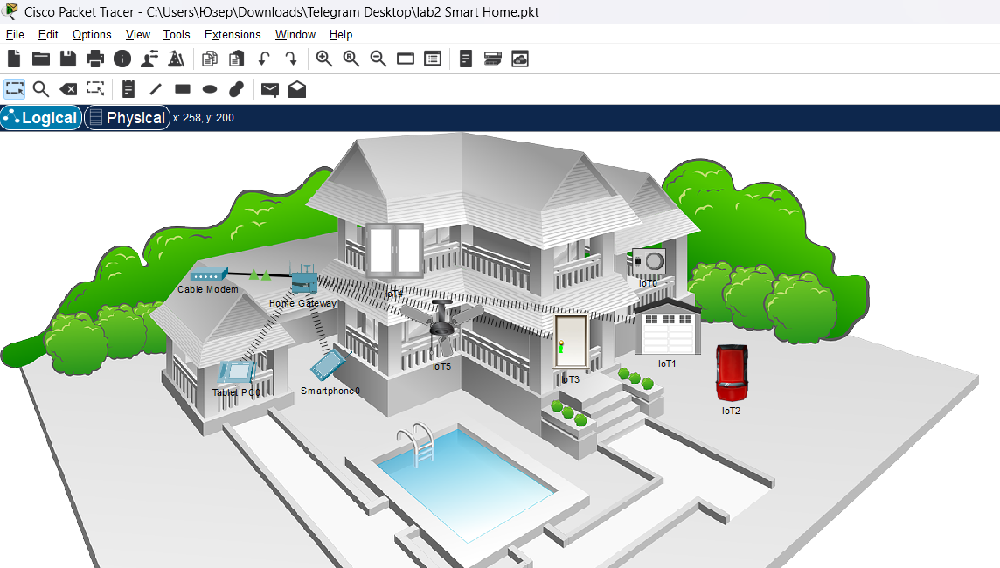 Cisco Packet Tracer - C:\Users\Юзер\Downloads\Telegram Desktop\lab2 Smart Home.pkt
File Edit Options View Tools Extensions Window Help
Logical Physical x: 258, y: 200
IoT0
Cable Modem
IoT4
Home Gateway
IoT1
IoT5
IoT3
Tablet PC0
Smartphone0
IoT2